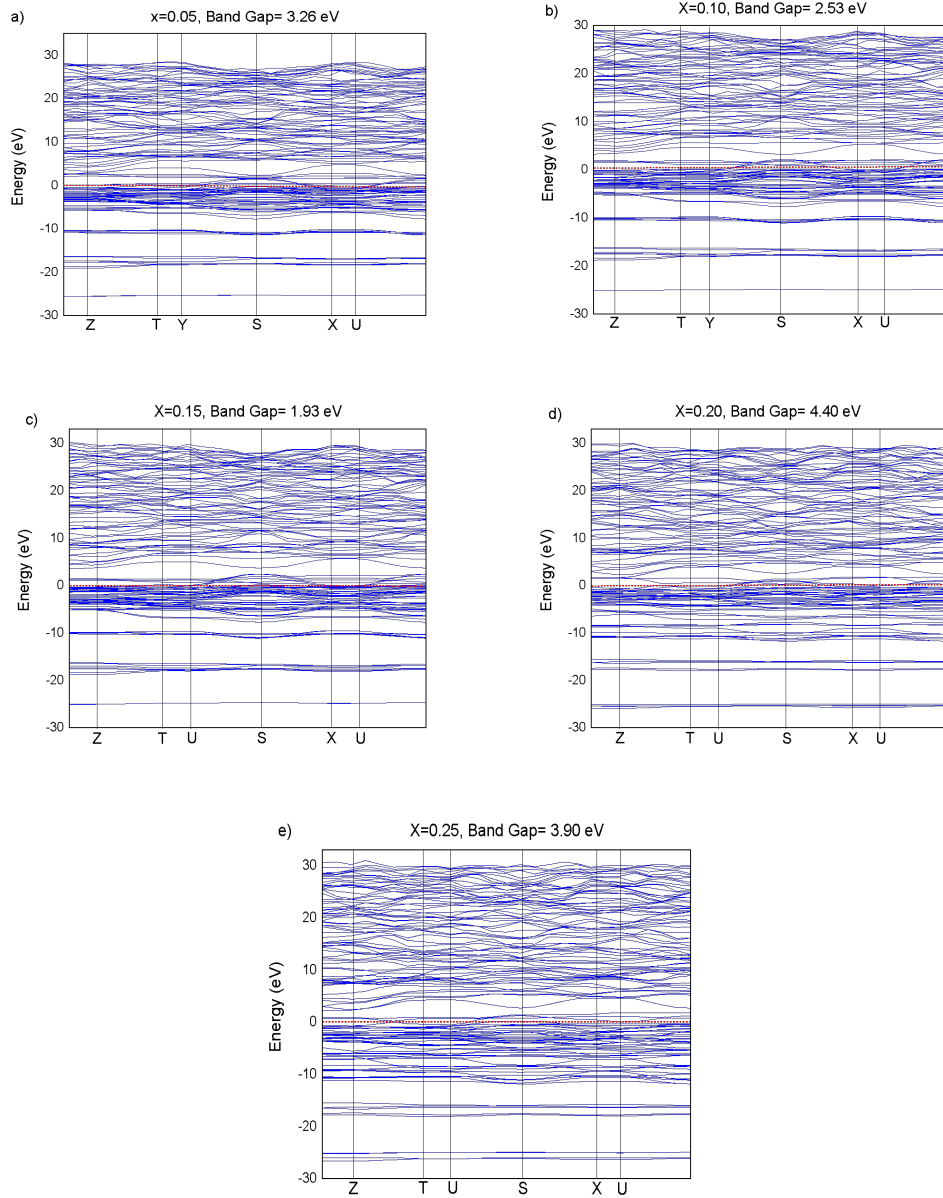 a)
x=0.05, Band Gap= 3.26 eV
Energy (eV)
30
20
10
0
-10
-20
-30
Z T Y S X U
b)
X=0.10, Band Gap= 2.53 eV
Energy (eV)
30
20
10
0
-10
-20
-30
Z T Y S X U
c)
X=0.15, Band Gap= 1.93 eV
Energy (eV)
30
20
10
0
-10
-20
-30
Z T U S X U
d)
X=0.20, Band Gap= 4.40 eV
Energy (eV)
30
20
10
0
-10
-20
-30
Z T U S X U
e)
X=0.25, Band Gap= 3.90 eV
Energy (eV)
30
20
10
0
-10
-20
-30
Z T U S X U